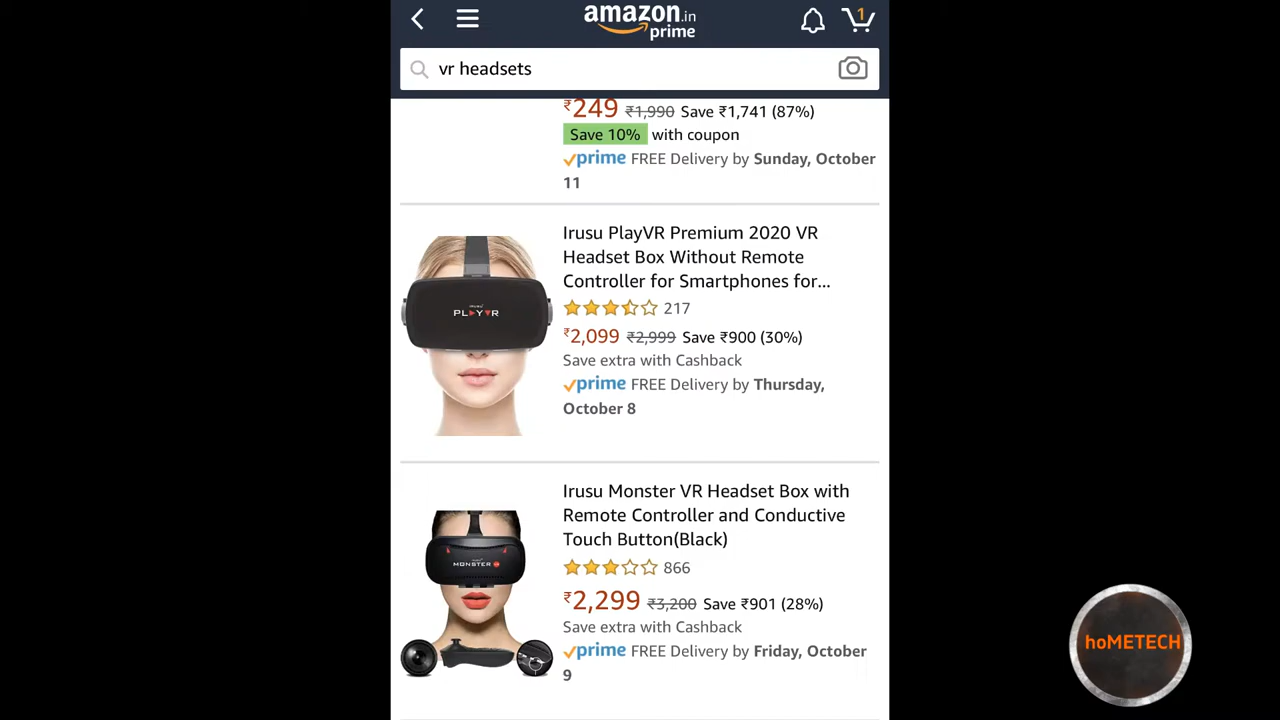 amazon.in
prime
1
vr headsets
₹249 ₹1,990 Save ₹1,741 (87%)
Save 10% with coupon
prime FREE Delivery by Sunday, October
11
Irusu PlayVR Premium 2020 VR
Headset Box Without Remote
Controller for Smartphones for...
217
₹2,099 ₹2,999 Save ₹900 (30%)
Save extra with Cashback
prime FREE Delivery by Thursday,
October 8
PLAYVR
Irusu Monster VR Headset Box with
Remote Controller and Conductive
Touch Button(Black)
866
₹2,299 ₹3,200 Save ₹901 (28%)
Save extra with Cashback
prime FREE Delivery by Friday, October
9
MONSTER
hoMETECH